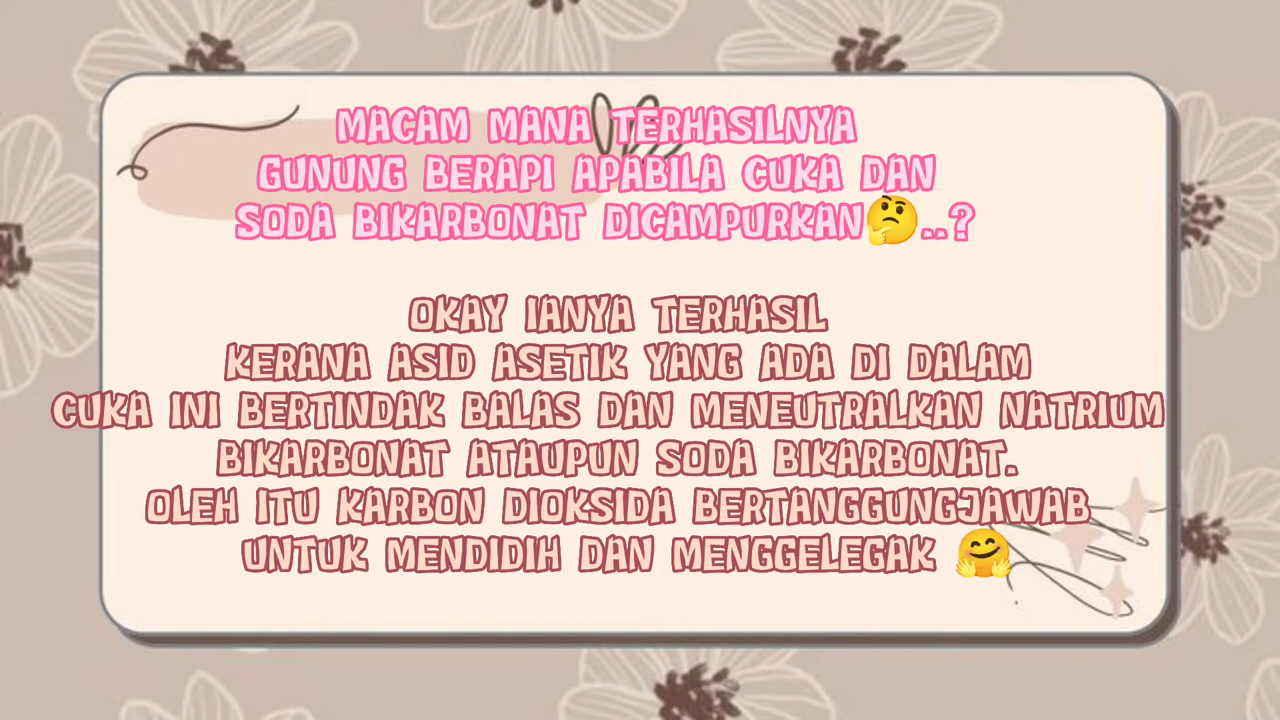 MACAM MANA TERHASILNYA
GUNUNG BERAPI APABILA CUKA DAN
SODA BIKARBONAT DICAMPURKAN🤔..?
OKAY IANYA TERHASIL
KERANA ASID ASETIK YANG ADA DI DALAM
CUKA INI BERTINDAK BALAS DAN MENEUTRALKAN NATRIUM
BIKARBONAT ATAUPUN SODA BIKARBONAT.
OLEH ITU KARBON DIOKSIDA BERTANGGUNGJAWAB
UNTUK MENDIDIH DAN MENGGELEGAK 🤗